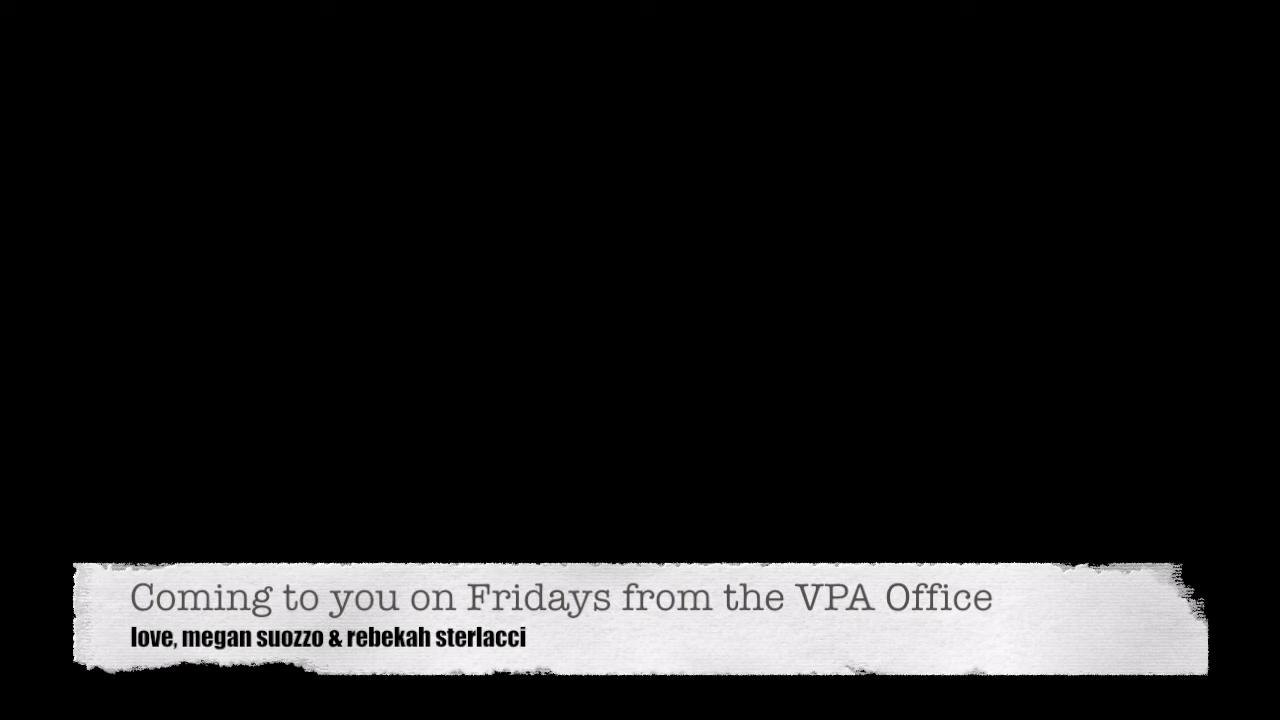 Coming to you on Fridays from the VPA Office
love, megan suozzo & rebekah sterlacci